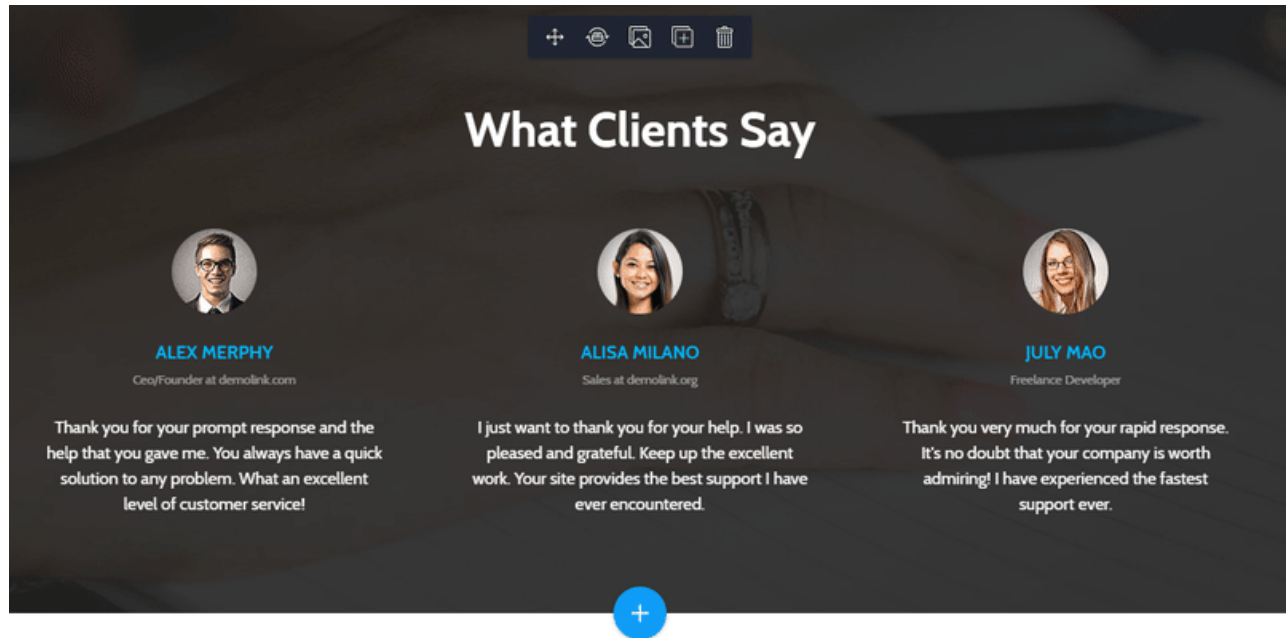 What Clients Say
ALEX MERPHY
Ceo/Founder at demolink.com
Thank you for your prompt response and the
help that you gave me. You always have a quick
solution to any problem. What an excellent
level of customer service!
ALISA MILANO
Sales at demolink.org
I just want to thank you for your help. I was so
pleased and grateful. Keep up the excellent
work. Your site provides the best support I have
ever encountered.
JULY MAO
Freelance Developer
Thank you very much for your rapid response.
It's no doubt that your company is worth
admiring! I have experienced the fastest
support ever.